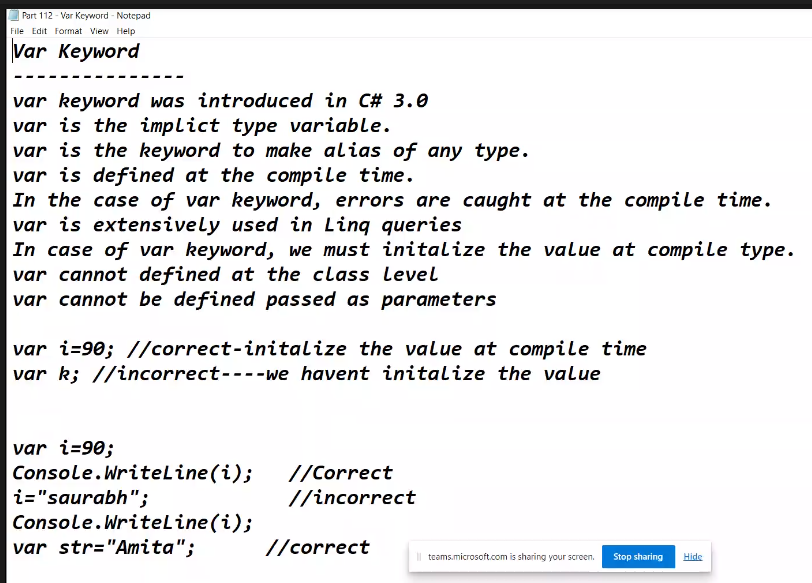 Part 112 - Var Keyword - Notepad
File Edit Format View Help
Var Keyword
---------------
var keyword was introduced in C# 3.0
var is the implict type variable.
var is the keyword to make alias of any type.
var is defined at the compile time.
In the case of var keyword, errors are caught at the compile time.
var is extensively used in Linq queries
In case of var keyword, we must initalize the value at compile type.
var cannot defined at the class level
var cannot be defined passed as parameters
var i=90; //correct-initalize the value at compile time
var k; //incorrect----we havent initalize the value
var i=90;
Console.WriteLine(i); //Correct
i="saurabh"; //incorrect
Console.WriteLine(i);
var str="Amita"; //correct
teams.microsoft.com is sharing your screen. Stop sharing Hide